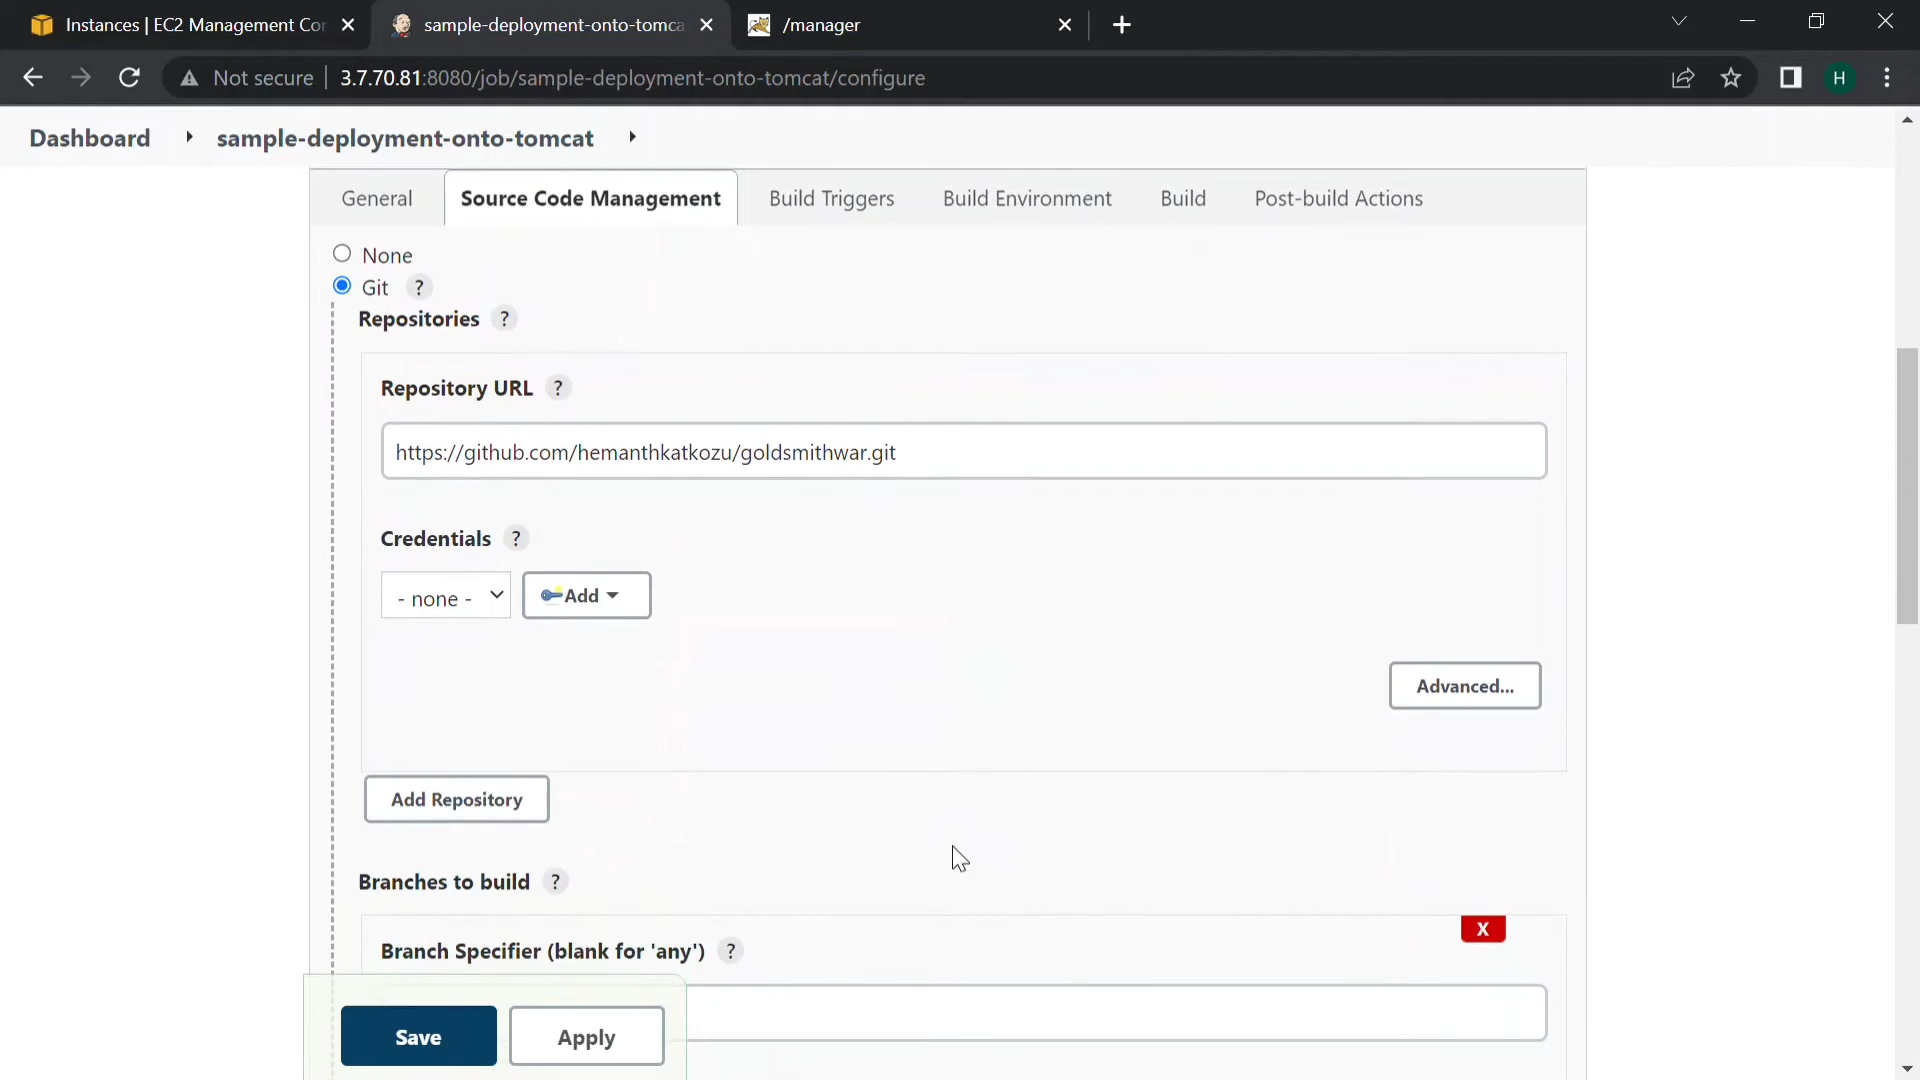 Instances | EC2 Management Cor
sample-deployment-onto-tomca
/manager
Not secure
3.7.70.81:8080/job/sample-deployment-onto-tomcat/configure
H
Dashboard
sample-deployment-onto-tomcat
General
Source Code Management
Build Triggers
Build Environment
Build
Post-build Actions
None
Git ?
Repositories ?
Repository URL ?
https://github.com/hemanthkatkozu/goldsmithwar.git
Credentials ?
- none -
Add
Advanced...
Add Repository
Branches to build ?
X
Branch Specifier (blank for 'any') ?
Save
Apply